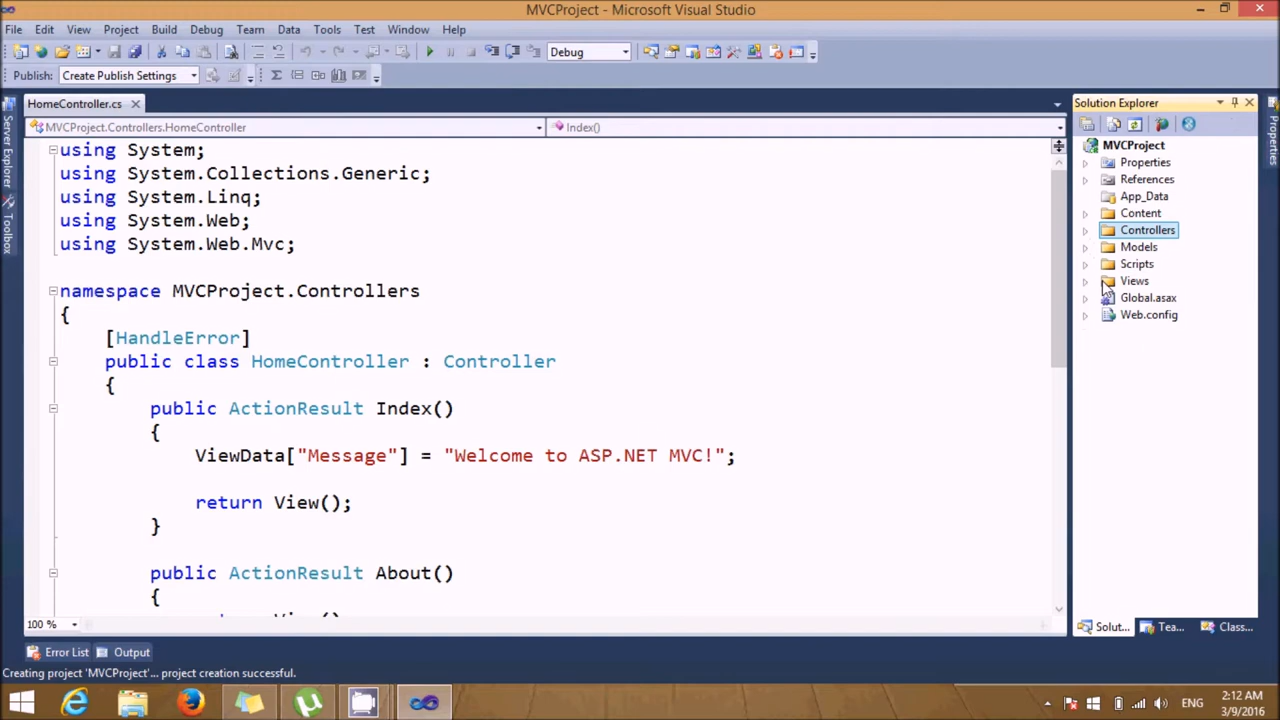 MVCProject - Microsoft Visual Studio
File Edit View Project Build Debug Team Data Tools Test Window Help
Debug
Publish: Create Publish Settings
HomeController.cs
MVCProject.Controllers.HomeController
Index()
using System;
using System.Collections.Generic;
using System.Linq;
using System.Web;
using System.Web.Mvc;
namespace MVCProject.Controllers
{
[HandleError]
public class HomeController : Controller
{
public ActionResult Index()
{
ViewData["Message"] = "Welcome to ASP.NET MVC!";
return View();
}
public ActionResult About()
{
100 %
Server Explorer
Toolbox
Solution Explorer
MVCProject
Properties
References
App_Data
Content
Controllers
Models
Scripts
Views
Global.asax
Web.config
Solut... Tea... Class...
Properties
Error List Output
Creating project 'MVCProject'... project creation successful.
ENG
2:12 AM
3/9/2016